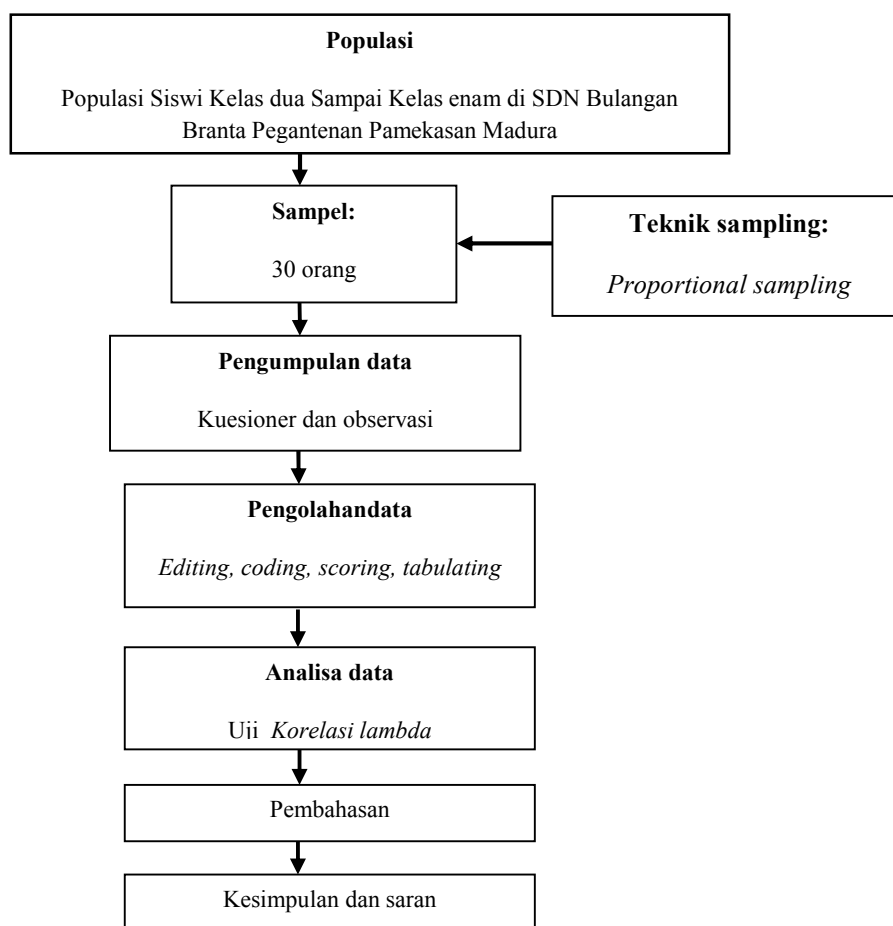 Populasi
Populasi Siswi Kelas dua Sampai Kelas enam di SDN Bulangan
Branta Pegantenan Pamekasan Madura
Sampel:
30 orang
Teknik sampling:
Proportional sampling
Pengumpulan data
Kuesioner dan observasi
Pengolahandata
Editing, coding, scoring, tabulating
Analisa data
Uji Korelasi lambda
Pembahasan
Kesimpulan dan saran